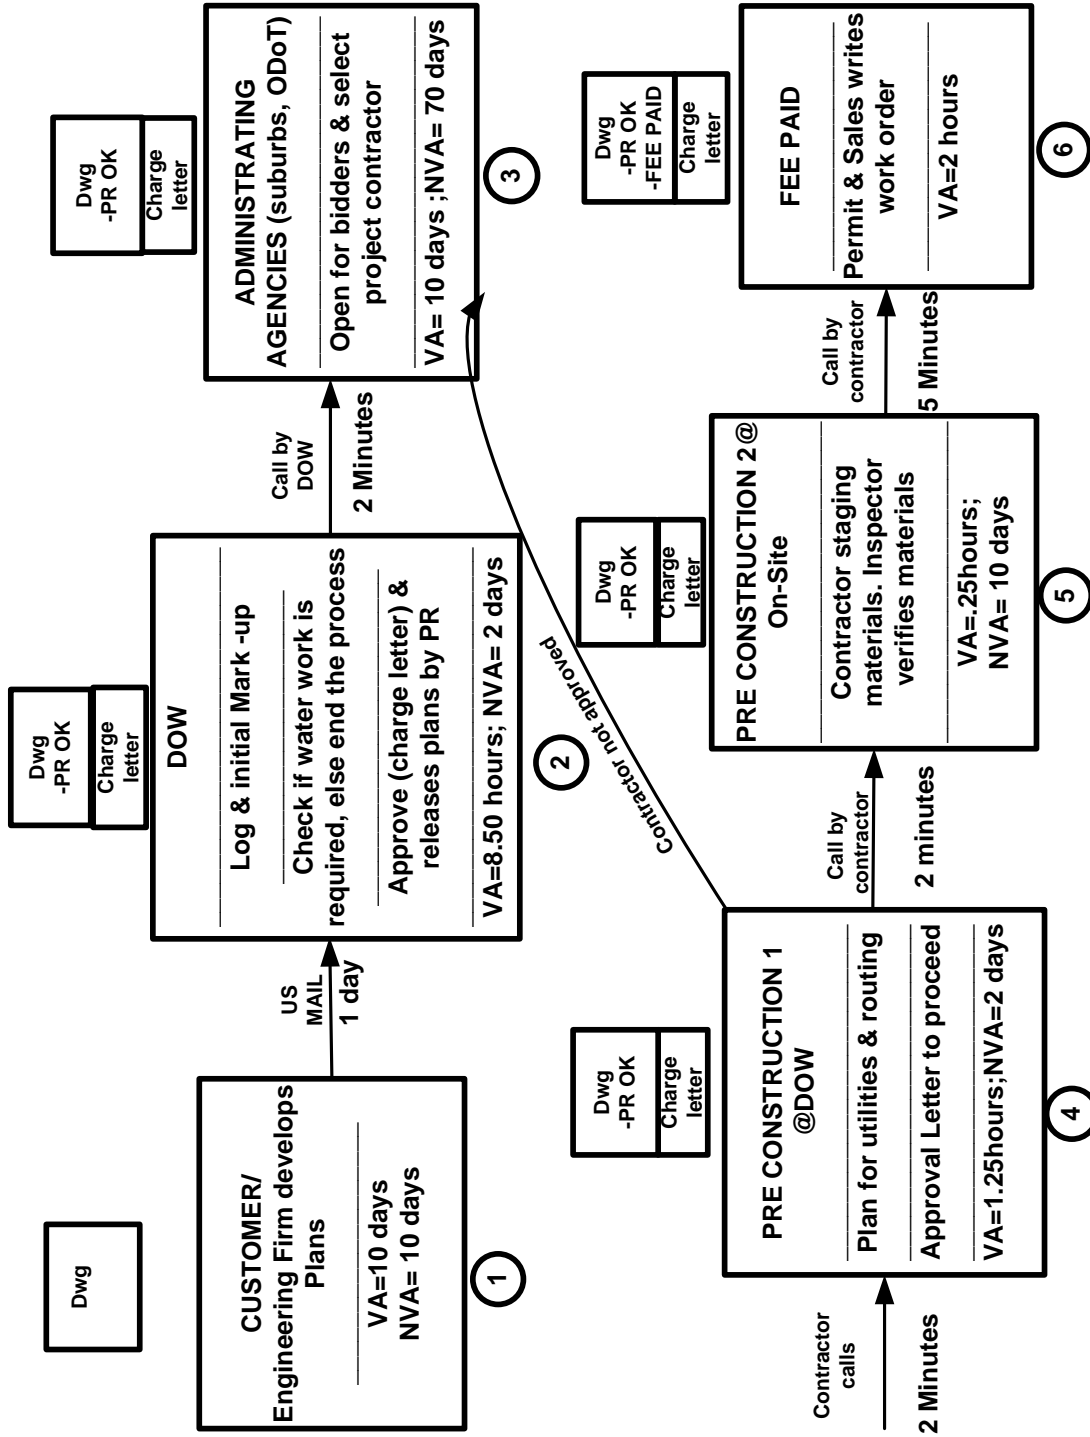 Dwg
CUSTOMER/
Engineering Firm develops
Plans
VA=10 days
NVA= 10 days
1
US
MAIL
1 day
Dwg
-PR OK
Charge
letter
DOW
Log & initial Mark -up
Check if water work is
required, else end the process
Approve (charge letter) &
releases plans by PR
VA=8.50 hours; NVA= 2 days
2
Call by
DOW
2 Minutes
Dwg
-PR OK
Charge
letter
ADMINISTRATING
AGENCIES (suburbs, ODoT)
Open for bidders & select
project contractor
VA= 10 days ;NVA= 70 days
3
Contractor not approved
Contractor
calls
2 Minutes
Dwg
-PR OK
Charge
letter
PRE CONSTRUCTION 1
@DOW
Plan for utilities & routing
Approval Letter to proceed
VA=1.25hours;NVA=2 days
4
Call by
contractor
2 minutes
Dwg
-PR OK
Charge
letter
PRE CONSTRUCTION 2@
On-Site
Contractor staging
materials. Inspector
verifies materials
VA=.25hours;
NVA= 10 days
5
Call by
contractor
5 Minutes
Dwg
-PR OK
-FEE PAID
Charge
letter
FEE PAID
Permit & Sales writes
work order
VA=2 hours
6